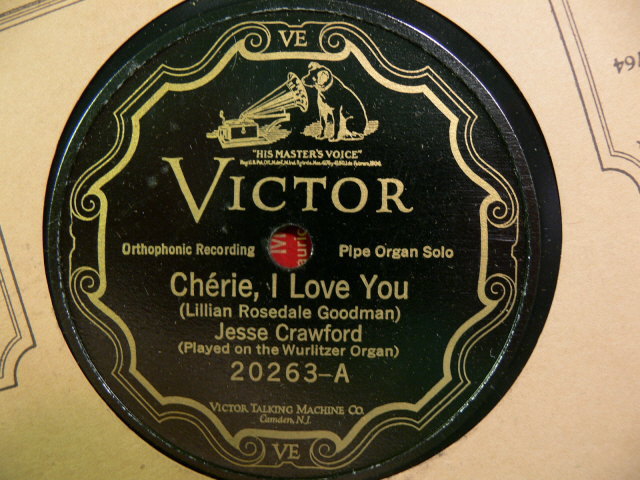 VE
"HIS MASTER'S VOICE"
VICTOR
Orthophonic Recording Pipe Organ Solo
Chérie, I Love You
(Lillian Rosedale Goodman)
Jesse Crawford
(Played on the Wurlitzer Organ)
20263-A
VICTOR TALKING MACHINE CO.
Camden, N.J.
VE